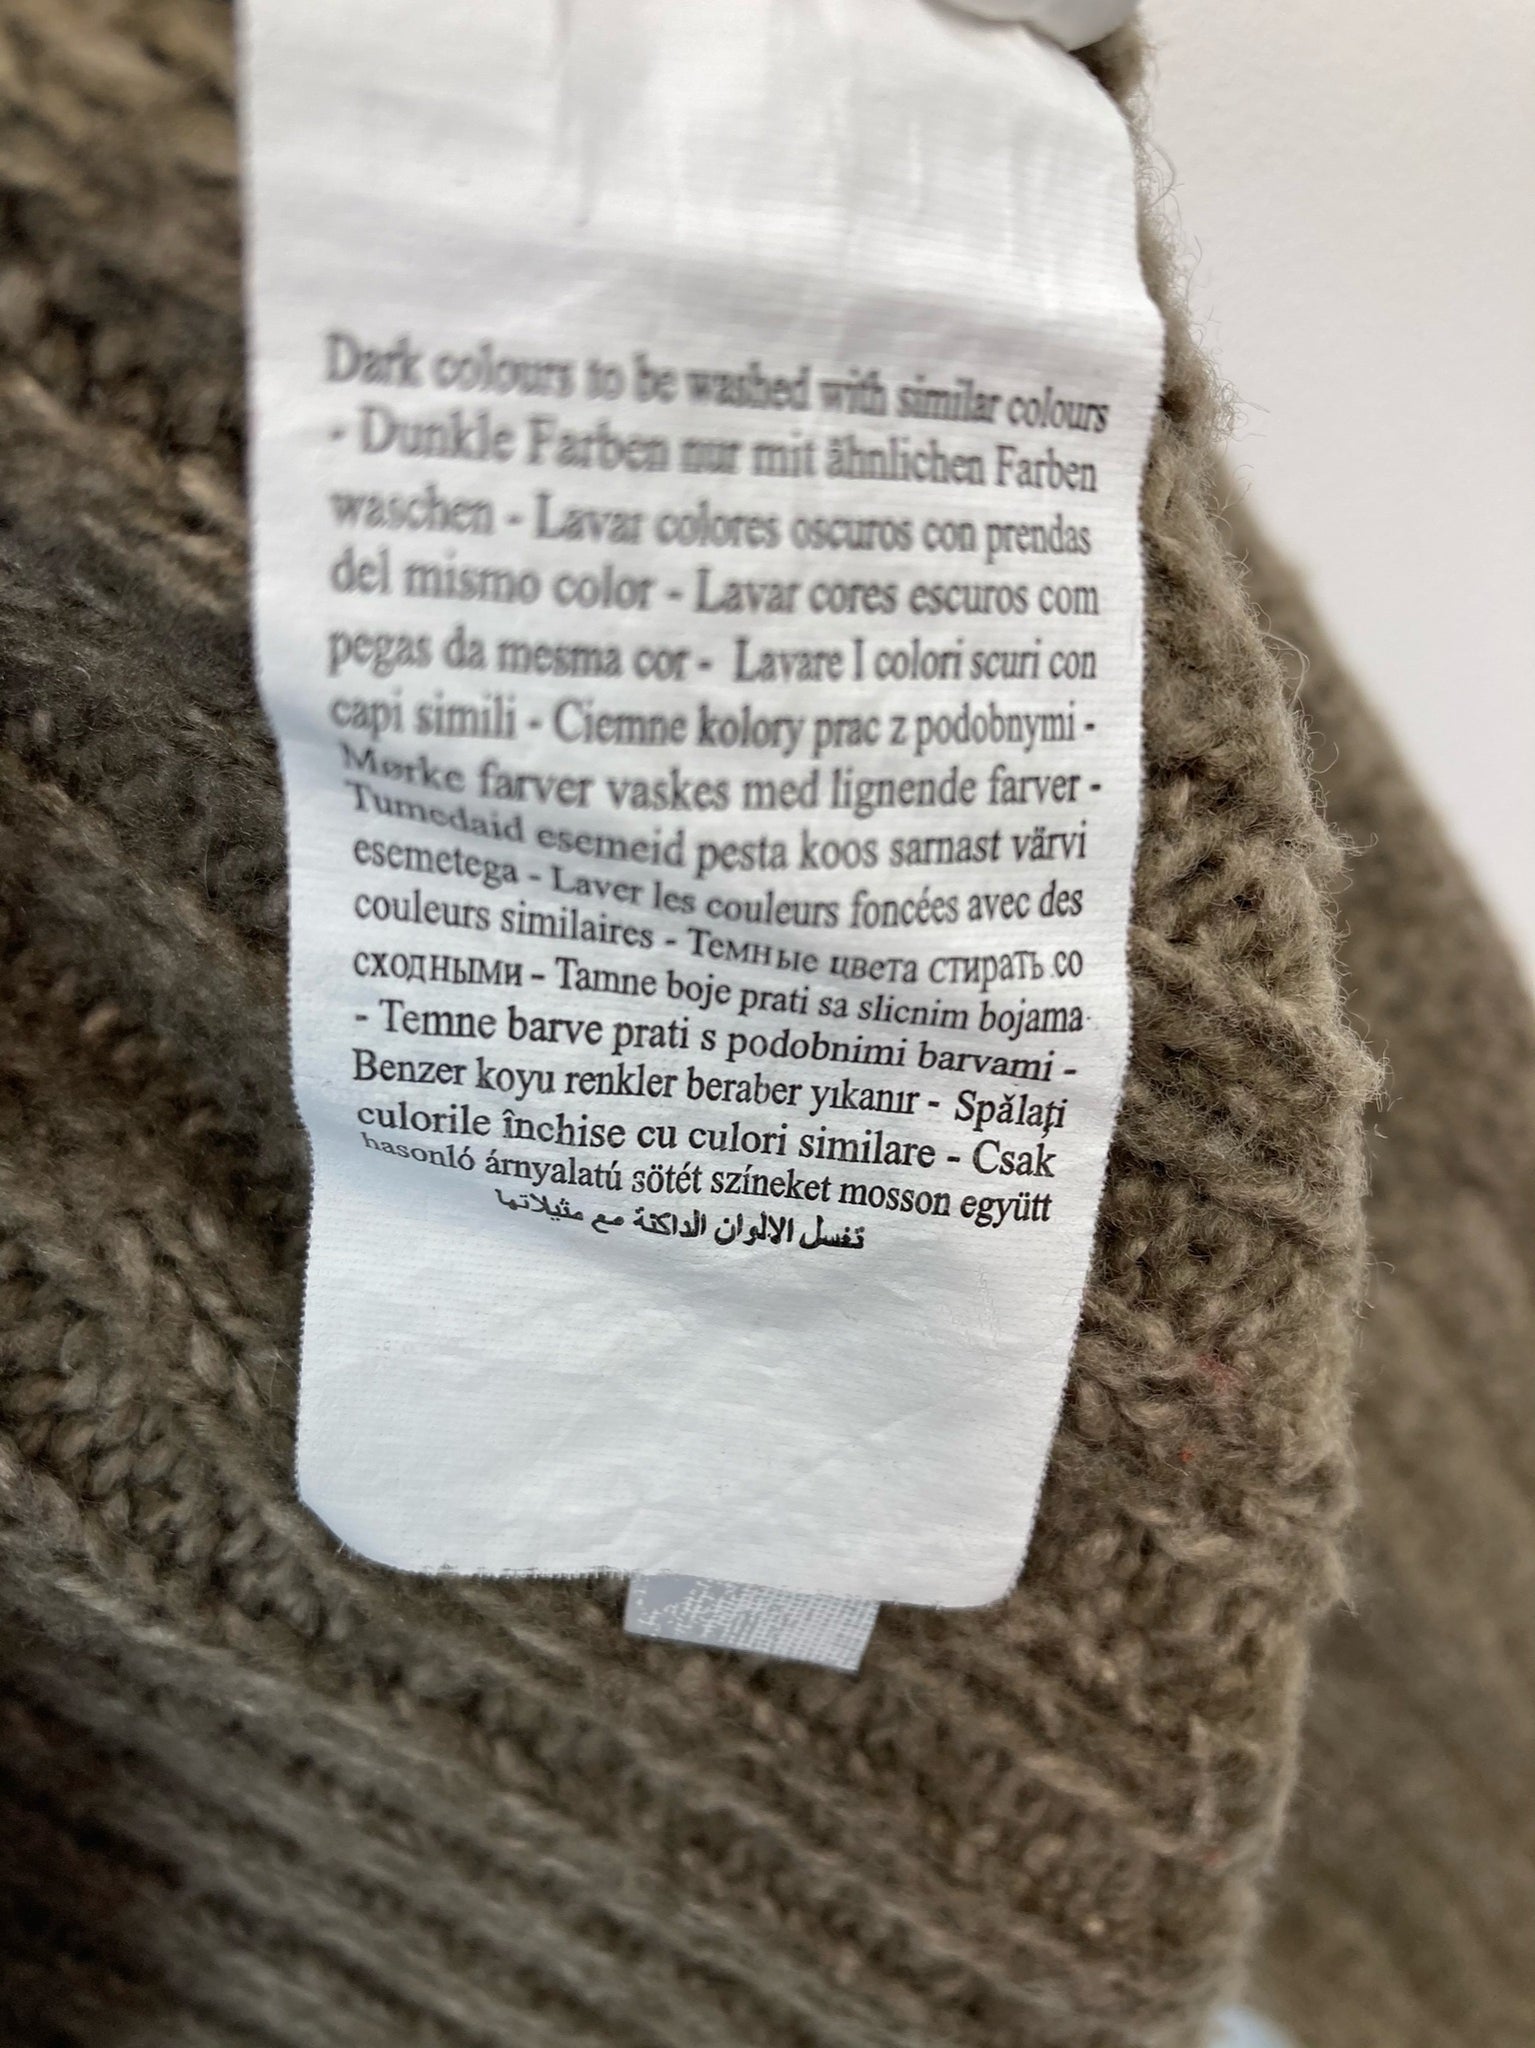 Dark colours to be washed with similar colours
- Dunkle Farben nur mit ähnlichen Farben
waschen - Lavar colores oscuros con prendas
del mismo color - Lavar cores escuros com
pegas da mesma cor - Lavare I colori scuri con
capi simili - Ciemne kolory prac z podobnymi -
Mørke farver vaskes med lignende farver -
Tumedaid esemeid pesta koos sarnast värvi
esemetega - Laver les couleurs foncées avec des
couleurs similaires - Темные цвета стирать со
сходными - Tamne boje prati sa slicnim bojama
- Temne barve prati s podobnimi barvami -
Benzer koyu renkler beraber yıkanır - Spălați
culorile închise cu culori similare - Csak
hasonló árnyalatú sötét színeket mosson együtt
تغسل الالوان الداكنة مع مثيلاتها